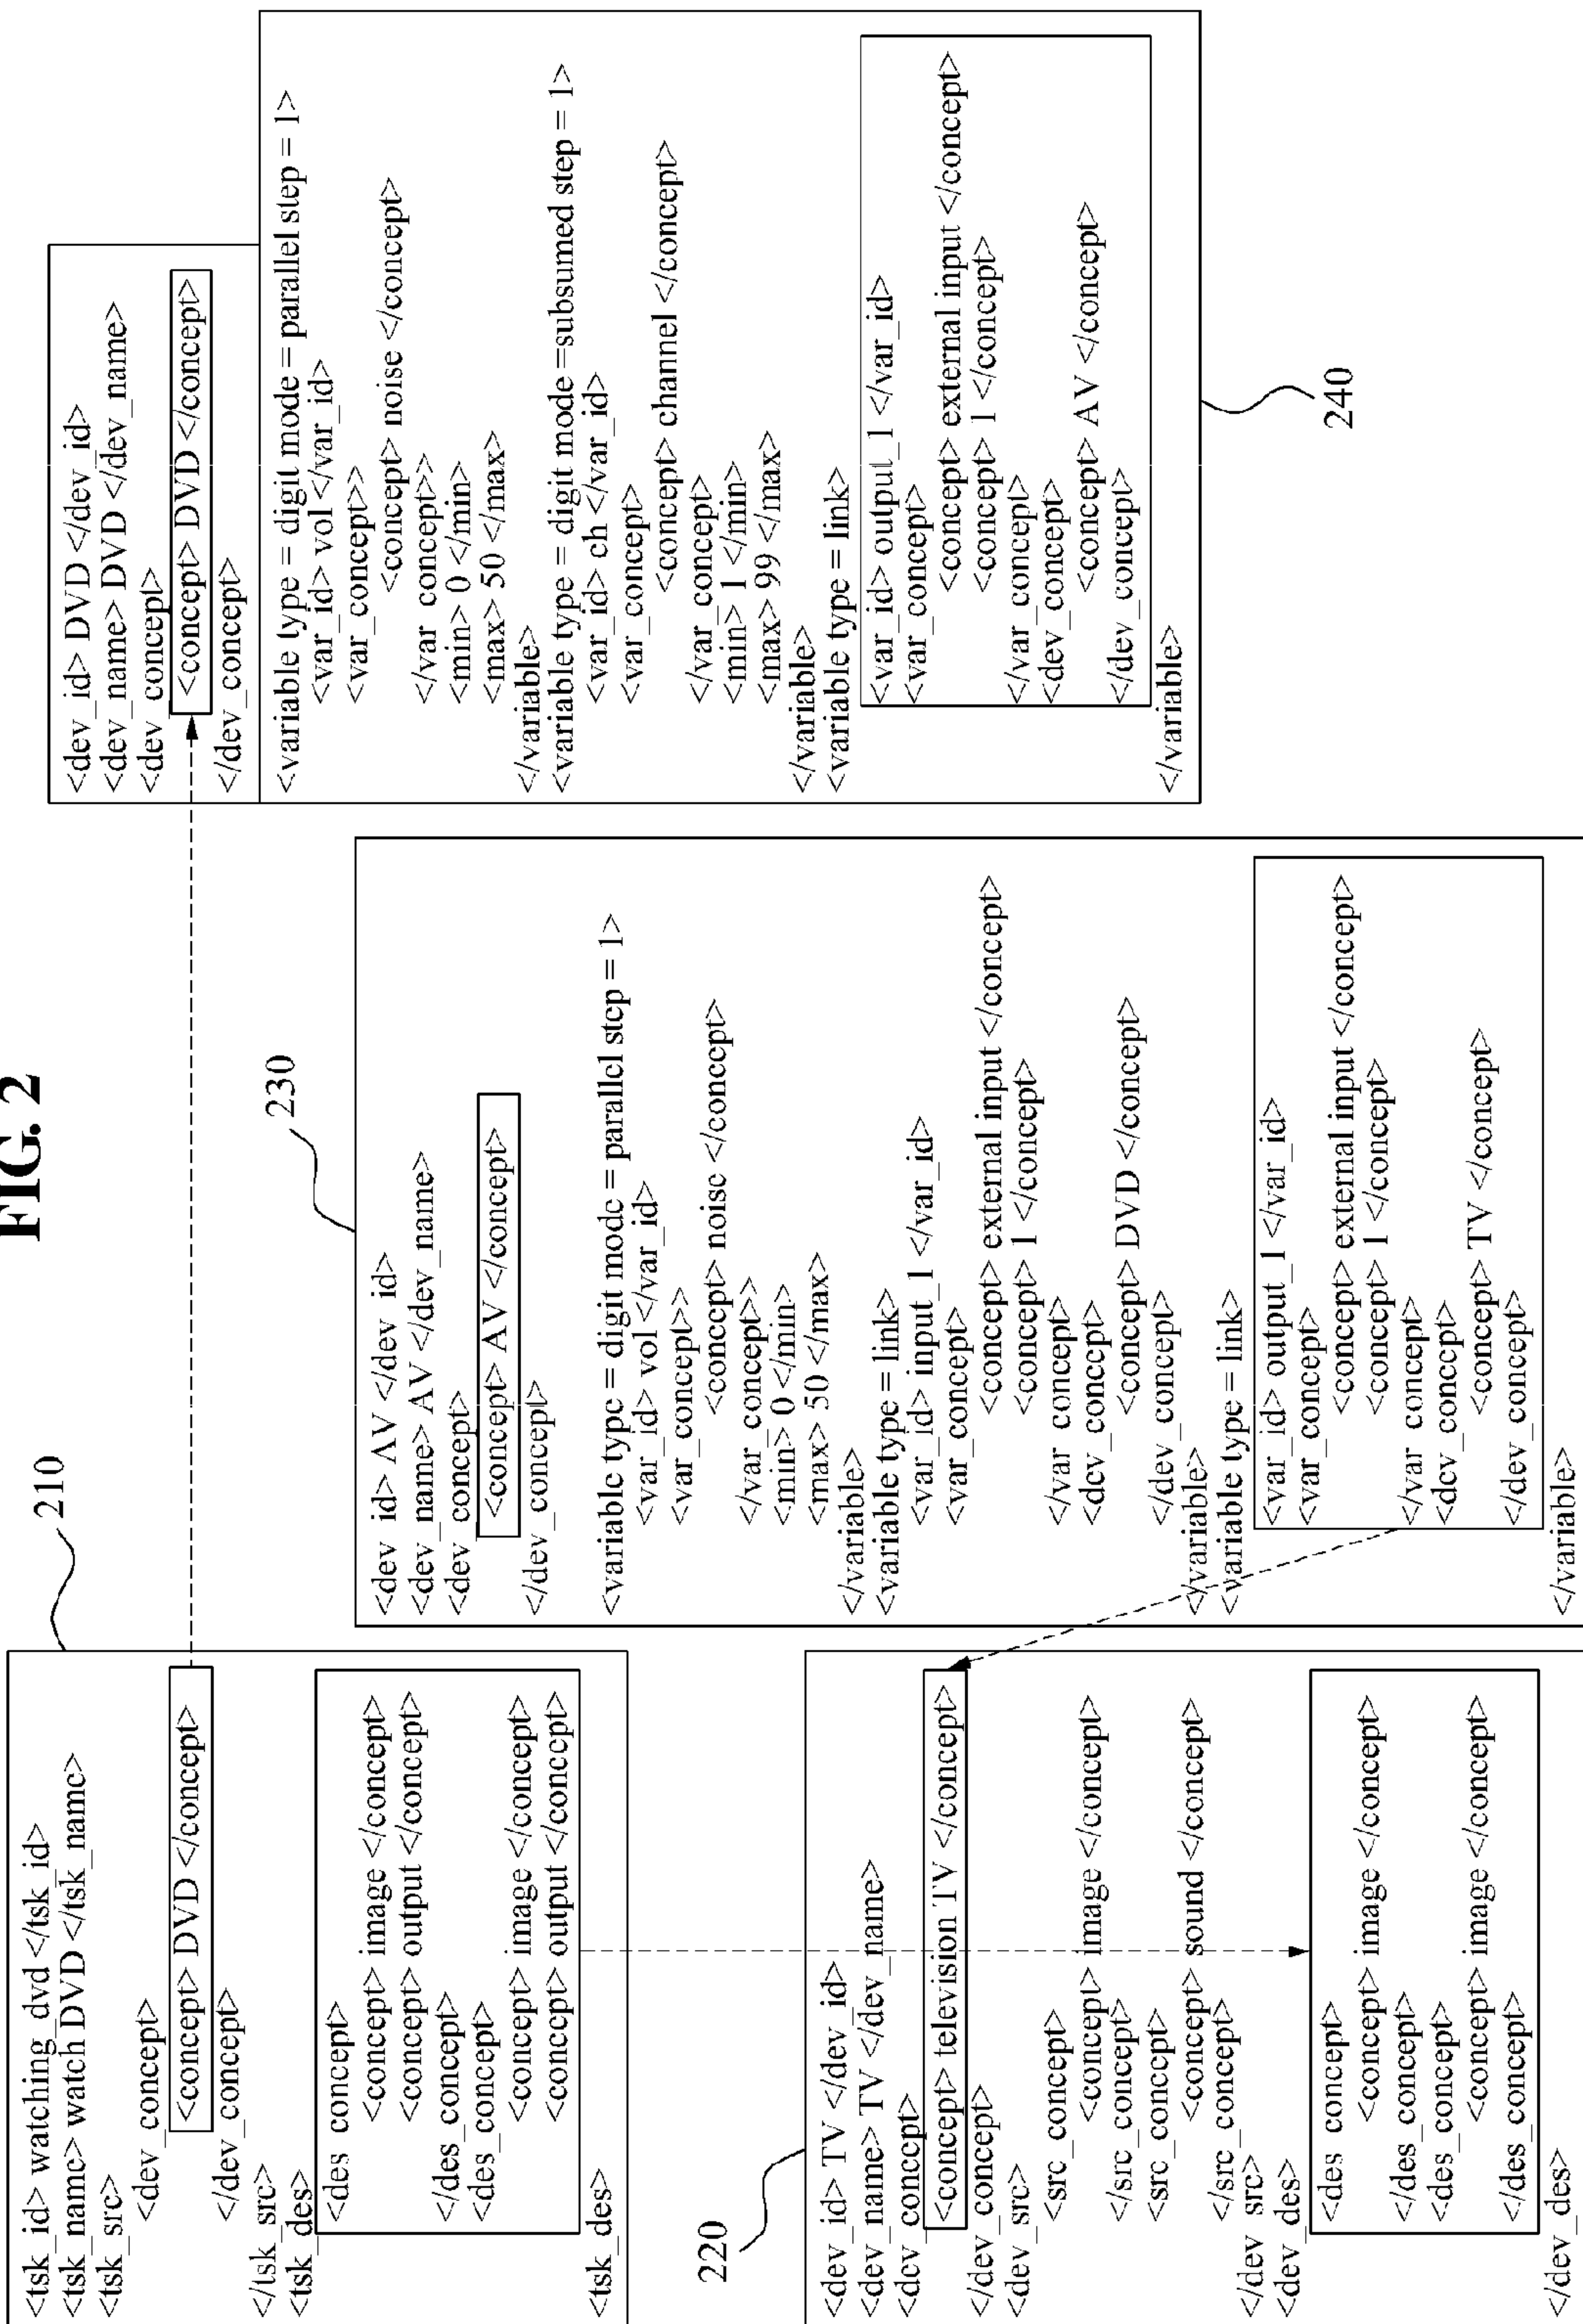 FIG. 2
210
<tsk_id> watching_dvd </tsk_id>
<tsk_name> watch DVD </tsk_name>
<tsk_src>
<dev_concept>
<concept> DVD </concept>
</dev_concept>
</tsk_src>
<tsk_des>
<des_concept>
<concept> image </concept>
<concept> output </concept>
</des_concept>
<des_concept>
<concept> image </concept>
<concept> output </concept>
<tsk_des>
220
<dev_id> TV </dev_id>
<dev_name> TV </dev_name>
<dev_concept>
<concept> television TV </concept>
</dev_concept>
<dev_src>
<src_concept>
<concept> image </concept>
</src_concept>
<src_concept>
<concept> sound </concept>
</src_concept>
</dev_src>
<dev_des>
<des_concept>
<concept> image </concept>
</des_concept>
<des_concept>
<concept> image </concept>
</des_concept>
</dev_des>
230
<dev_id> AV </dev_id>
<dev_name> AV </dev_name>
<dev_concept>
<concept> AV </concept>
</dev_concept>
<variable type = digit mode = parallel step = 1>
<var_id> vol </var_id>
<var_concept>>
<concept> noise </concept>
</var_concept>>
<min> 0 </min>
<max> 50 </max>
</variable>
<variable type = link>
<var_id> input_1 </var_id>
<var_concept>
<concept> external input </concept>
<concept> 1 </concept>
</var_concept>
<dev_concept>
<concept> DVD </concept>
</dev_concept>
</variable>
<variable type = link>
<var_id> output_1 </var_id>
<var_concept>
<concept> external input </concept>
<concept> 1 </concept>
</var_concept>
<dev_concept>
<concept> TV </concept>
</dev_concept>
</variable>
<dev_id> DVD </dev_id>
<dev_name> DVD </dev_name>
<dev_concept>
<concept> DVD </concept>
</dev_concept>
<variable type = digit mode = parallel step = 1>
<var_id> vol </var_id>
<var_concept>>
<concept> noise </concept>
</var_concept>>
<min> 0 </min>
<max> 50 </max>
</variable>
<variable type = digit mode =subsumed step = 1>
<var_id> ch </var_id>
<var_concept>
<concept> channel </concept>
</var_concept>
<min> 1 </min>
<max> 99 </max>
</variable>
<variable type = link>
<var_id> output_1 </var_id>
<var_concept>
<concept> external input </concept>
<concept> 1 </concept>
</var_concept>
<dev_concept>
<concept> AV </concept>
</dev_concept>
</variable>
240